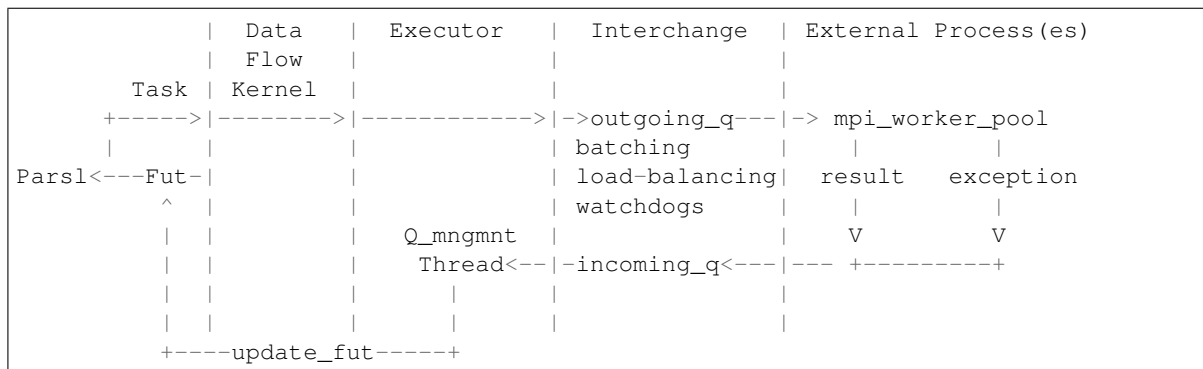 |  Data   |  Executor   |  Interchange  | External Process(es)
                     |  Flow   |             |               |
                Task | Kernel  |             |               |
              +----->|-------->|------------>|->outgoing_q---|-> mpi_worker_pool
              |      |         |             | batching      |    |         |
        Parsl<---Fut-|         |             | load-balancing|  result   exception
                  ^  |         |             | watchdogs     |    |         |
                  |  |         |   Q_mngmnt  |               |    V         V
                  |  |         |    Thread<--|-incoming_q<---|--- +---------+
                  |  |         |      |      |               |
                  |  |         |      |      |               |
                  +----update_fut-----+